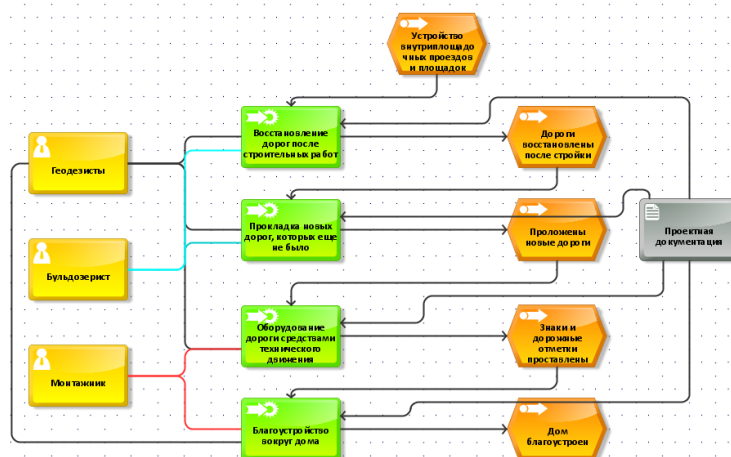 Устройство
внутриплощадо
чных проездов
и площадок
Восстановление
дорог после
строительных работ
Дороги
восстановлены
после стройки
Геодезисты
Прокладка новых
дорог, которых еще
не было
Проложены
новые дороги
Проектная
документация
Бульдозерист
Оборудование
дороги средствами
технического
движения
Знаки и
дорожные
отметки
проставлены
Монтажник
Благоустройство
вокруг дома
Дом
благоустроен